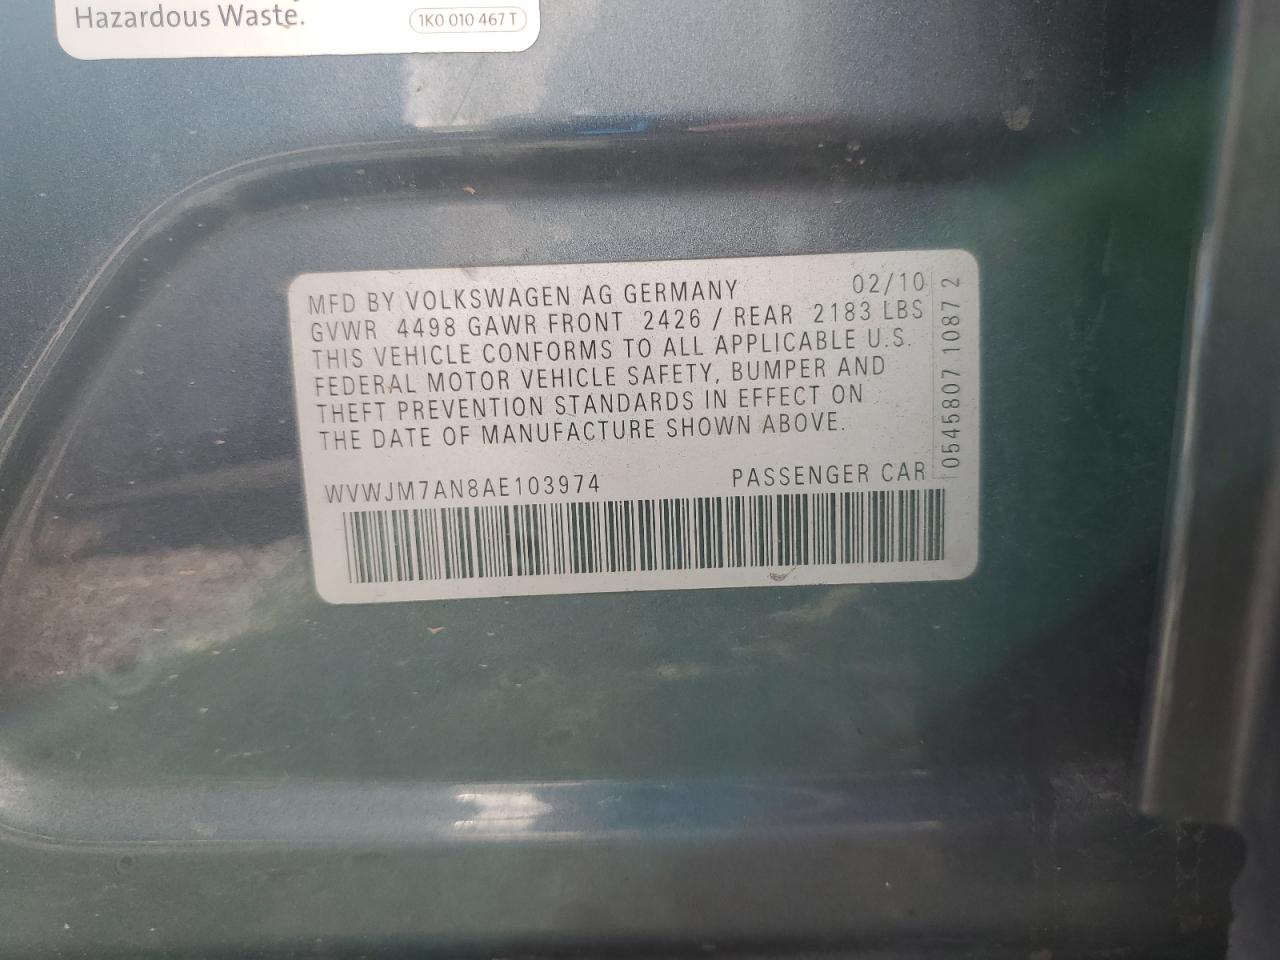 Hazardous Waste.
1K0 010 467 T
MFD BY VOLKSWAGEN AG GERMANY 02/10
GVWR 4498 GAWR FRONT 2426 / REAR 2183 LBS
THIS VEHICLE CONFORMS TO ALL APPLICABLE U.S.
FEDERAL MOTOR VEHICLE SAFETY, BUMPER AND
THEFT PREVENTION STANDARDS IN EFFECT ON
THE DATE OF MANUFACTURE SHOWN ABOVE.
WVWJM7AN8AE103974 PASSENGER CAR
0545807 1087 2